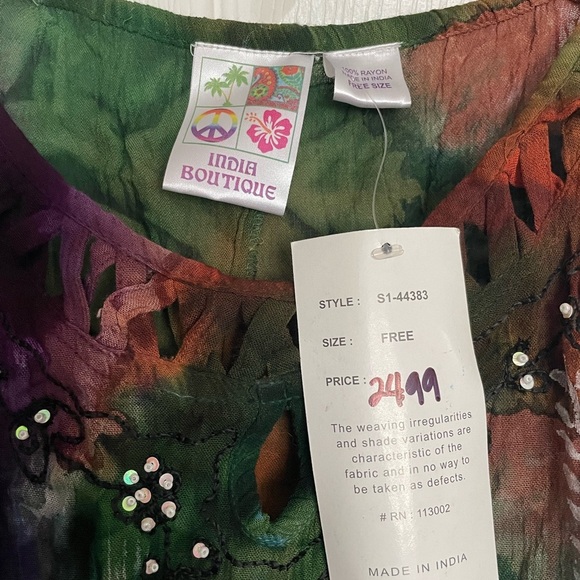 INDIA
BOUTIQUE
100% RAYON
MADE IN INDIA
FREE SIZE
STYLE : S1-44383
SIZE : FREE
PRICE : 2499
The weaving irregularities
and shade variations are
characteristic of the
fabric and in no way to
be taken as defects.
# RN : 113002
MADE IN INDIA